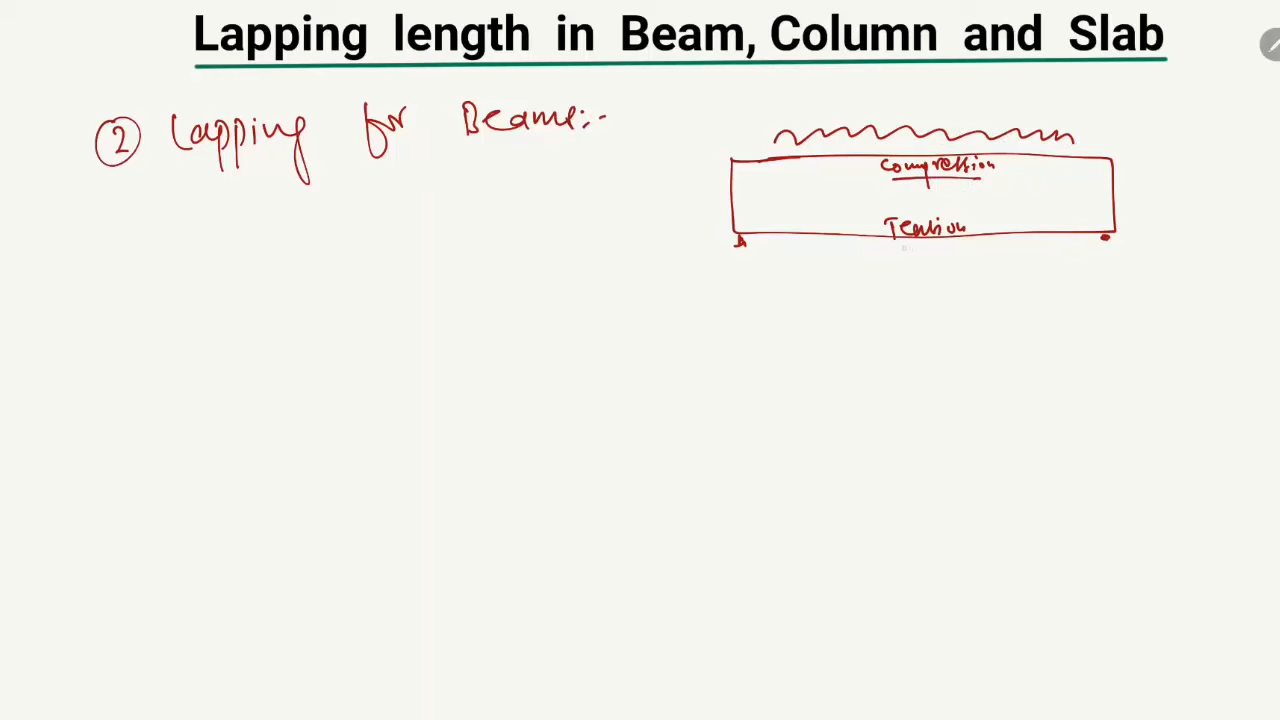 Lapping length in Beam, Column and Slab
② Lapping for Beams:-
Compression
Tension